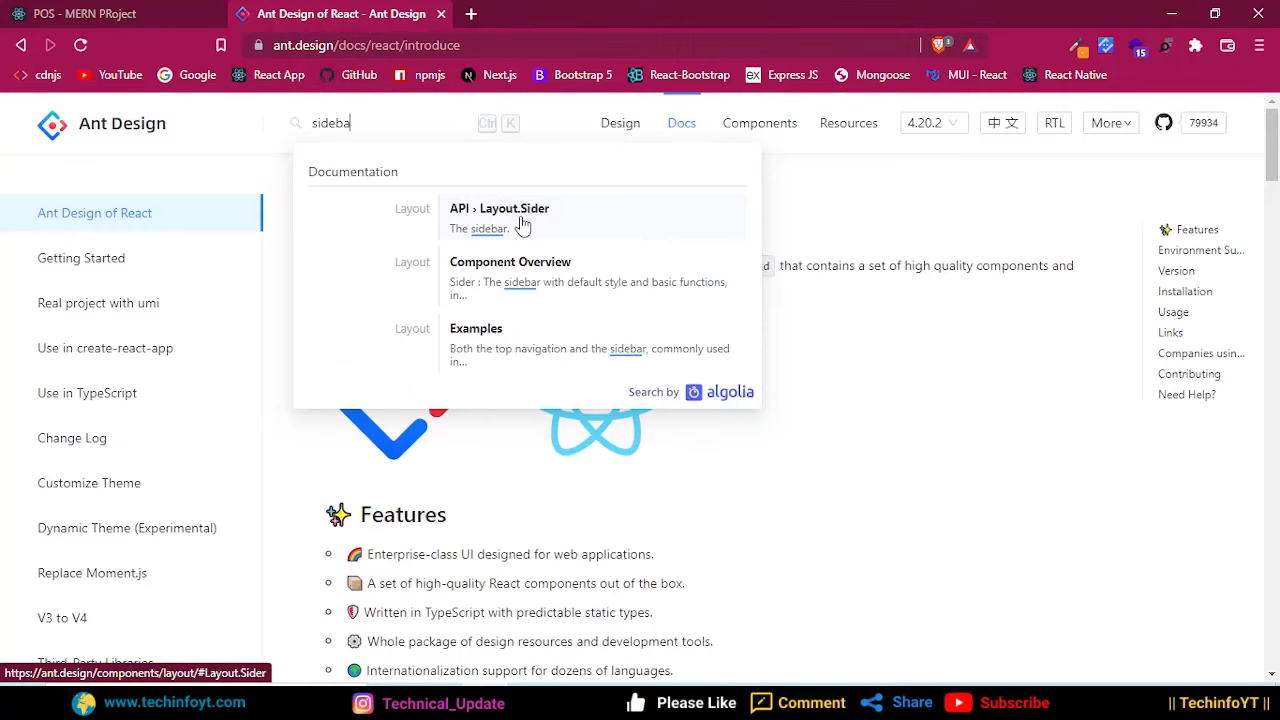 POS - MERN PRoject
Ant Design of React - Ant Design
ant.design/docs/react/introduce
3
15
cdnjs
YouTube
Google
React App
GitHub
npmjs
Next.js
Bootstrap 5
React-Bootstrap
Express JS
Mongoose
MUI - React
React Native
Ant Design
sideba
Ctrl K
Design
Docs
Components
Resources
4.20.2
中 文
RTL
More
79934
Documentation
Layout
API › Layout.Sider
The sidebar.
Layout
Component Overview
Sider : The sidebar with default style and basic functions,
in...
Layout
Examples
Both the top navigation and the sidebar, commonly used
in...
Search by algolia
Ant Design of React
Getting Started
Real project with umi
Use in create-react-app
Use in TypeScript
Change Log
Customize Theme
Dynamic Theme (Experimental)
Replace Moment.js
V3 to V4
Third-Party Libraries
d that contains a set of high quality components and
Features
Environment Su...
Version
Installation
Usage
Links
Companies usin...
Contributing
Need Help?
Features
Enterprise-class UI designed for web applications.
A set of high-quality React components out of the box.
Written in TypeScript with predictable static types.
Whole package of design resources and development tools.
Internationalization support for dozens of languages.
https://ant.design/components/layout/#Layout.Sider
www.techinfoyt.com
Technical_Update
Please Like
Comment
Share
Subscribe
|| TechinfoYT ||